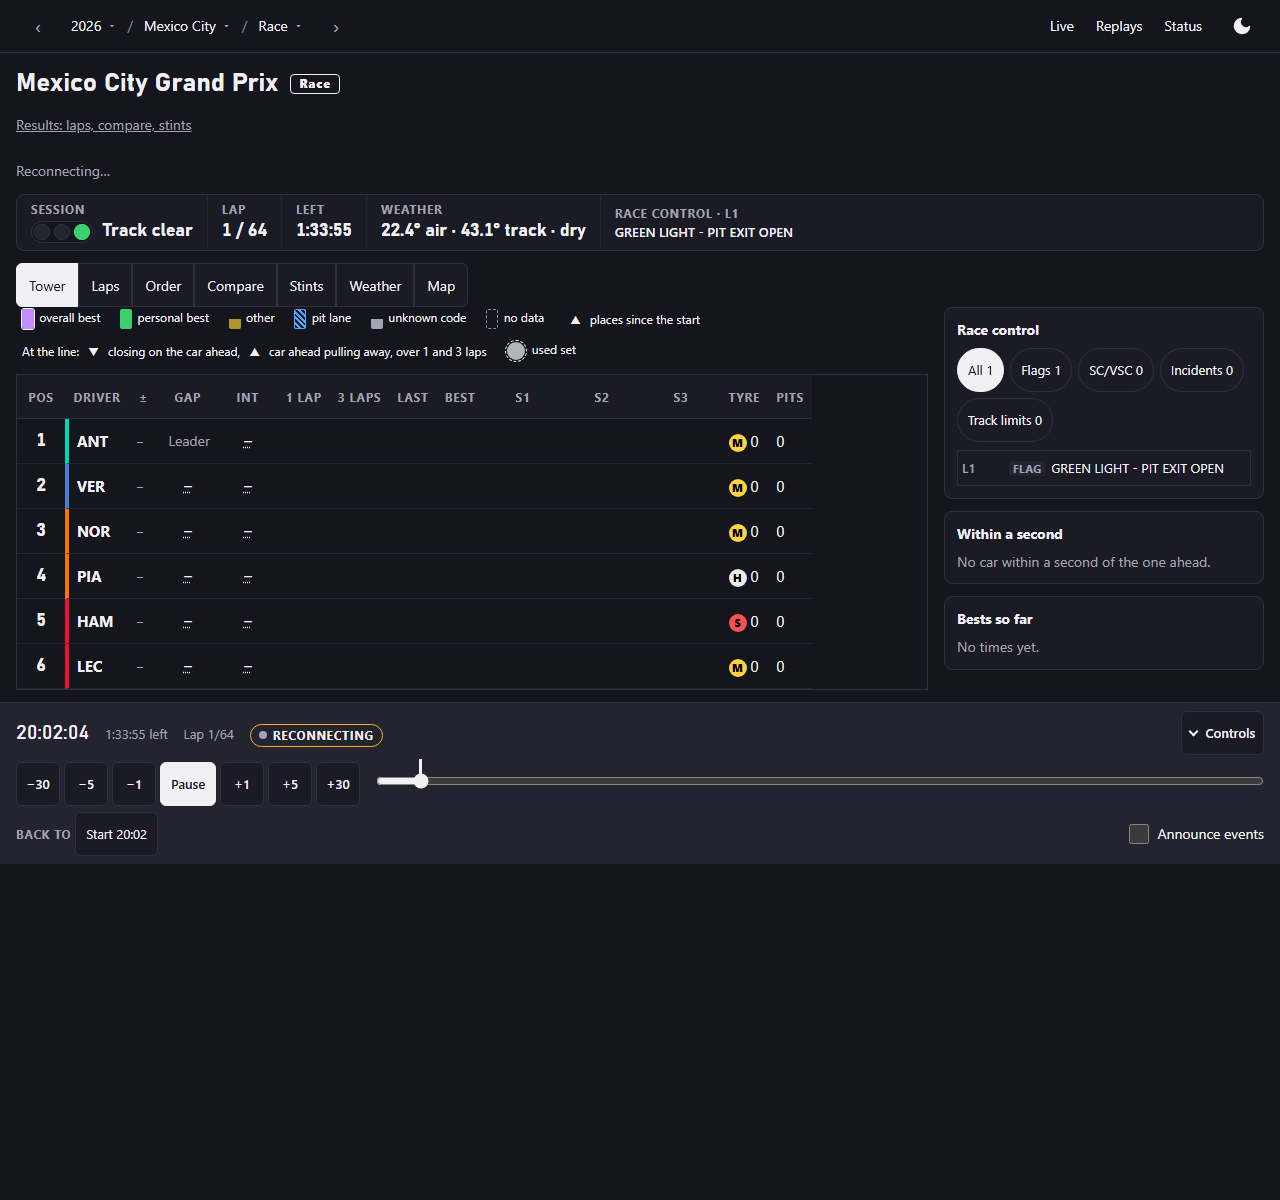 ‹ 2026 / Mexico City / Race › Live Replays Status
Mexico City Grand Prix Race
Results: laps, compare, stints
Reconnecting…
SESSION LAP LEFT WEATHER RACE CONTROL · L1
Track clear 1 / 64 1:33:55 22.4° air · 43.1° track · dry GREEN LIGHT - PIT EXIT OPEN
Tower Laps Order Compare Stints Weather Map
overall best personal best other pit lane unknown code no data ▲ places since the start
At the line: ▼ closing on the car ahead, ▲ car ahead pulling away, over 1 and 3 laps used set
POS DRIVER ± GAP INT 1 LAP 3 LAPS LAST BEST S1 S2 S3 TYRE PITS
1 ANT – Leader – M 0 0
2 VER – – – M 0 0
3 NOR – – – M 0 0
4 PIA – – – H 0 0
5 HAM – – – S 0 0
6 LEC – – – M 0 0
Race control
All 1 Flags 1 SC/VSC 0 Incidents 0
Track limits 0
L1 FLAG GREEN LIGHT - PIT EXIT OPEN
Within a second
No car within a second of the one ahead.
Bests so far
No times yet.
20:02:04 1:33:55 left Lap 1/64 RECONNECTING Controls
−30 −5 −1 Pause +1 +5 +30
BACK TO Start 20:02 Announce events